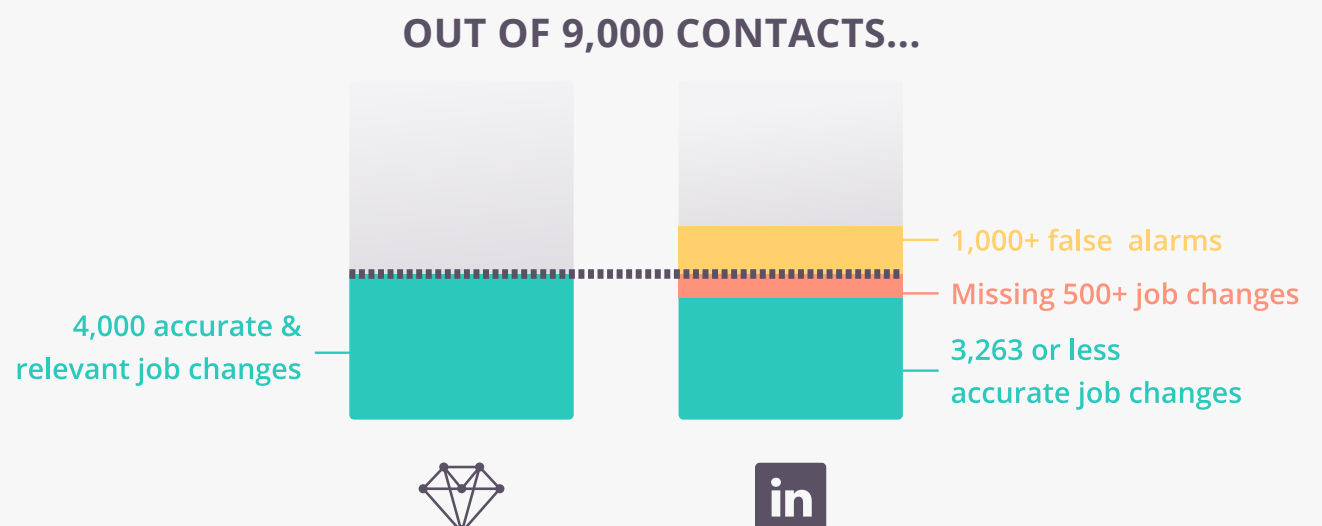 OUT OF 9,000 CONTACTS...
4,000 accurate &
relevant job changes
1,000+ false alarms
Missing 500+ job changes
3,263 or less
accurate job changes
in